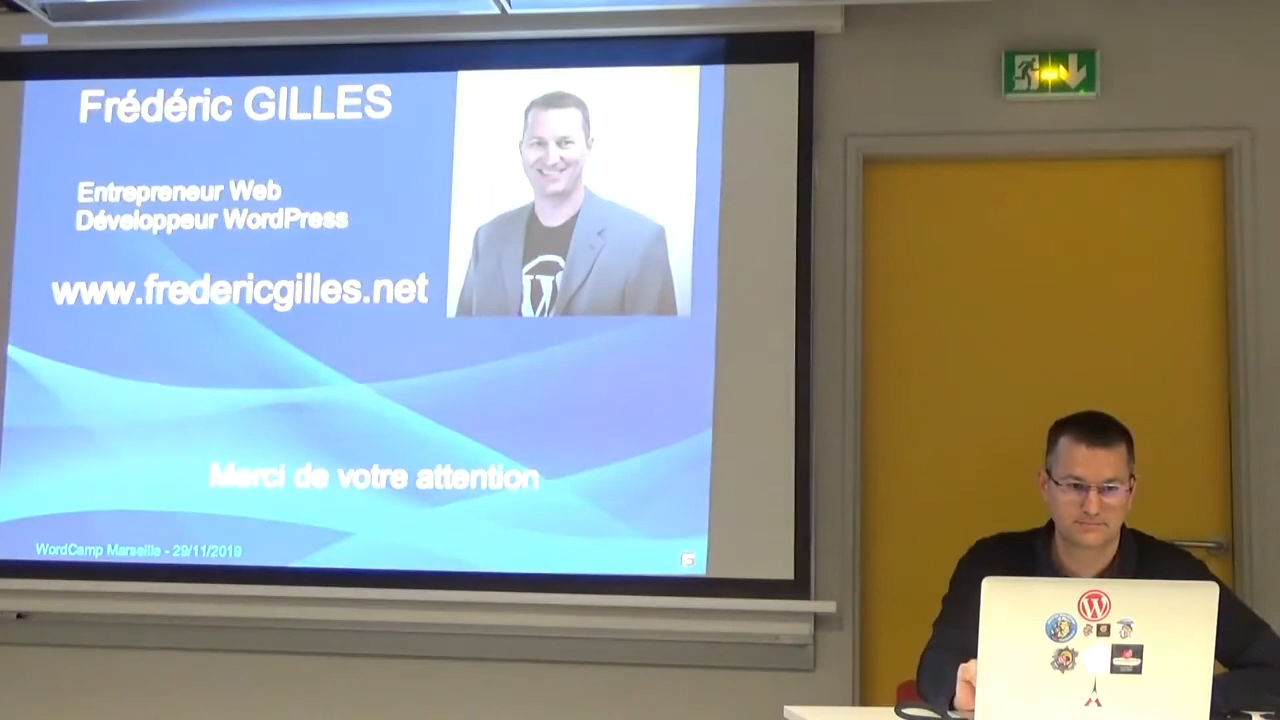 Frédéric GILLES
Entrepreneur Web
Développeur WordPress
www.fredericgilles.net
Merci de votre attention
WordCamp Marseille - 29/11/2019